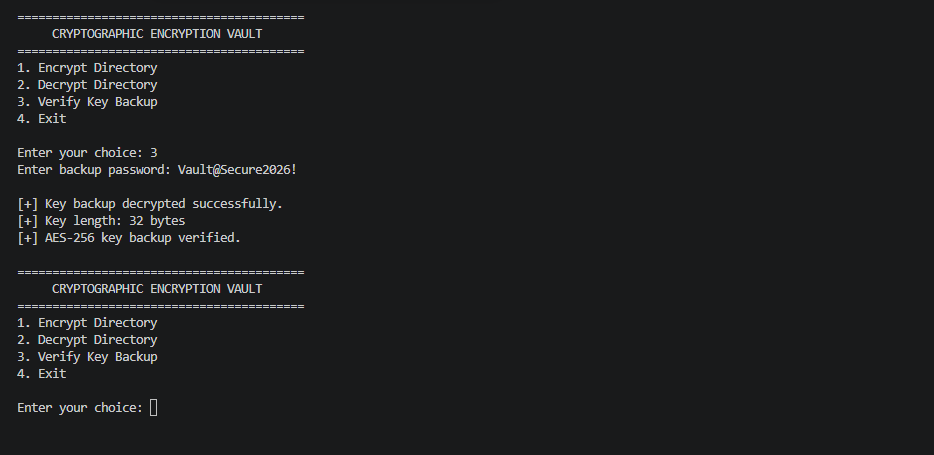 =========================================
CRYPTOGRAPHIC ENCRYPTION VAULT
=========================================
1. Encrypt Directory
2. Decrypt Directory
3. Verify Key Backup
4. Exit
Enter your choice: 3
Enter backup password: Vault@Secure2026!
[+] Key backup decrypted successfully.
[+] Key length: 32 bytes
[+] AES-256 key backup verified.
=========================================
CRYPTOGRAPHIC ENCRYPTION VAULT
=========================================
1. Encrypt Directory
2. Decrypt Directory
3. Verify Key Backup
4. Exit
Enter your choice: